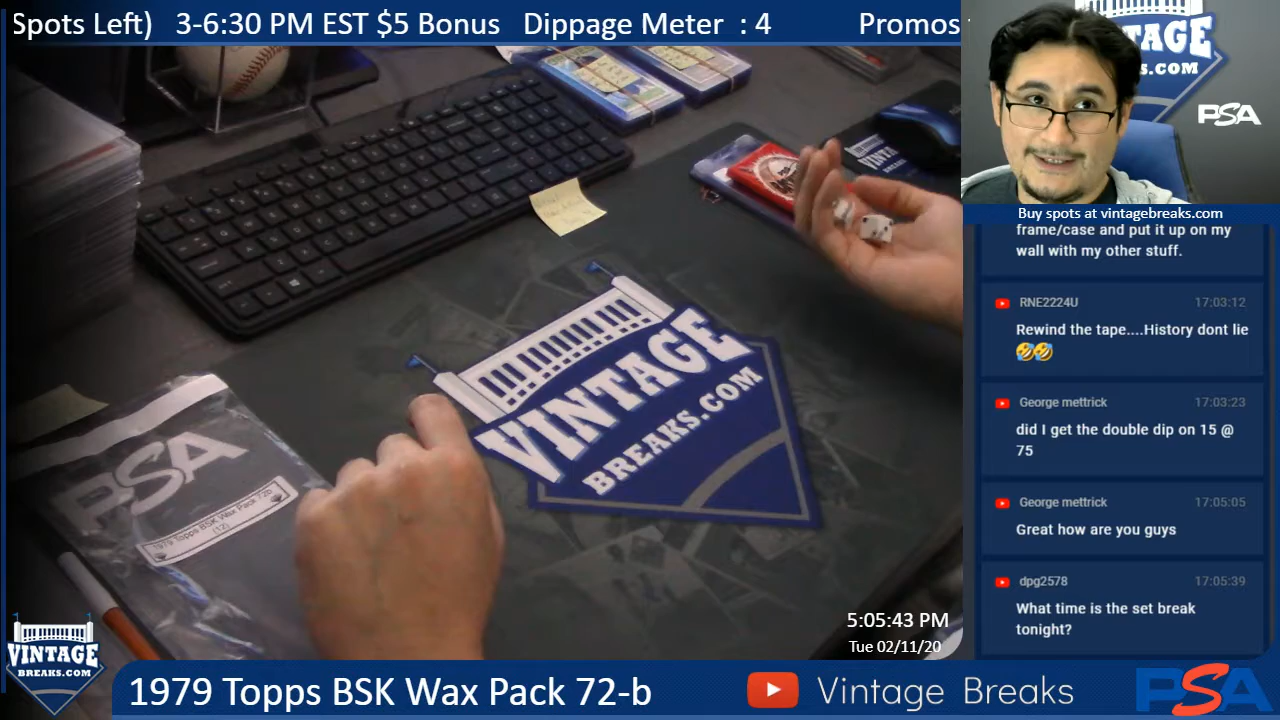 Spots Left)   3-6:30 PM EST $5 Bonus   Dippage Meter : 4   Promos
TAGE
S.COM
PSA
Buy spots at vintagebreaks.com
frame/case and put it up on my
wall with my other stuff.
RNE2224U 17:03:12
Rewind the tape....History dont lie
🤣🤣
George mettrick 17:03:23
did I get the double dip on 15 @
75
George mettrick 17:05:05
Great how are you guys
dpg2578 17:05:39
What time is the set break
tonight?
VINTAGE
BREAKS.COM
PSA
1979 Topps BSK Wax Pack 72-b
(12)
5:05:43 PM
Tue 02/11/20
VINTAGE
BREAKS.COM
1979 Topps BSK Wax Pack 72-b
Vintage Breaks
PSA